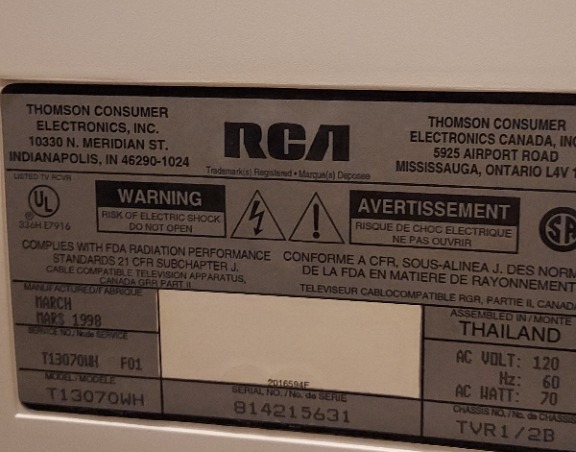 THOMSON CONSUMER
ELECTRONICS, INC.
10330 N. MERIDIAN ST.
INDIANAPOLIS, IN 46290-1024
RCA
Trademark(s) Registered • Marque(s) Deposee
THOMSON CONSUMER
ELECTRONICS CANADA, INC
5925 AIRPORT ROAD
MISSISSAUGA, ONTARIO L4V 1
LISTED TV RCVR
UL
®
336H E7916
WARNING
RISK OF ELECTRIC SHOCK
DO NOT OPEN
AVERTISSEMENT
RISQUE DE CHOC ELECTRIQUE
NE PAS OUVRIR
COMPLIES WITH FDA RADIATION PERFORMANCE
STANDARDS 21 CFR SUBCHAPTER J.
CABLE COMPATIBLE TELEVISION APPARATUS,
CANADA GRR PART II.
CONFORME A CFR, SOUS-ALINEA J. DES NORM
DE LA FDA EN MATIERE DE RAYONNEMENT
TELEVISEUR CABLOCOMPATIBLE RGR, PARTIE II, CANADA
MANUFACTURED/FABRIQUE
MARCH
MARS 1998
SERVICE NO./Node SERVICE
T13070WH F01
MODEL/MODELE
T13070WH
2016594F
SERIAL NO./No. de SERIE
814215631
ASSEMBLED IN/MONTE
THAILAND
AC VOLT: 120
Hz: 60
AC WATT: 70
CHASSIS NO./No. de CHASSIS
TVR1/2B